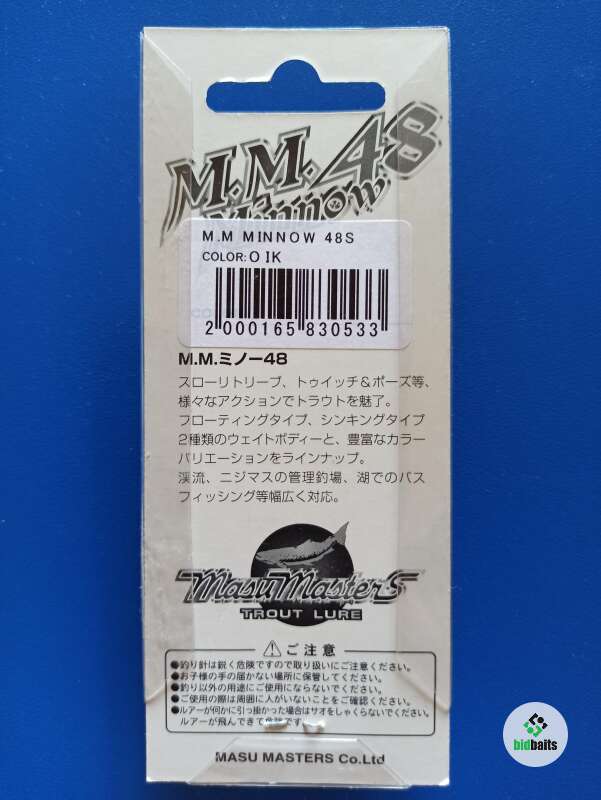 M.M.48
Minnow
M.M MINNOW 48S
COLOR:OIK
2 000165 830533
M.M.ミノー48
スローリトリーブ、トゥイッチ&ポーズ等、
様々なアクションでトラウトを魅了。
フローティングタイプ、シンキングタイプ
2種類のウェイトボディーと、豊富なカラー
バリエーションをラインナップ。
渓流、ニジマスの管理釣場、湖でのバス
フィッシング等幅広く対応。
Masu Masters
TROUT LURE
ご注意
●釣り針は鋭く危険ですので取り扱いにご注意ください。
●お子様の手の届かない場所に保管してください。
●釣り以外の用途にご使用にならないでください。
●ご使用の際は周囲に人がいないことをご確認ください。
●ルアーが何かに引っ掛かった場合はサオをしゃくらないでください。
ルアーが飛んできて危険です。
MASU MASTERS Co.Ltd
bidbaits